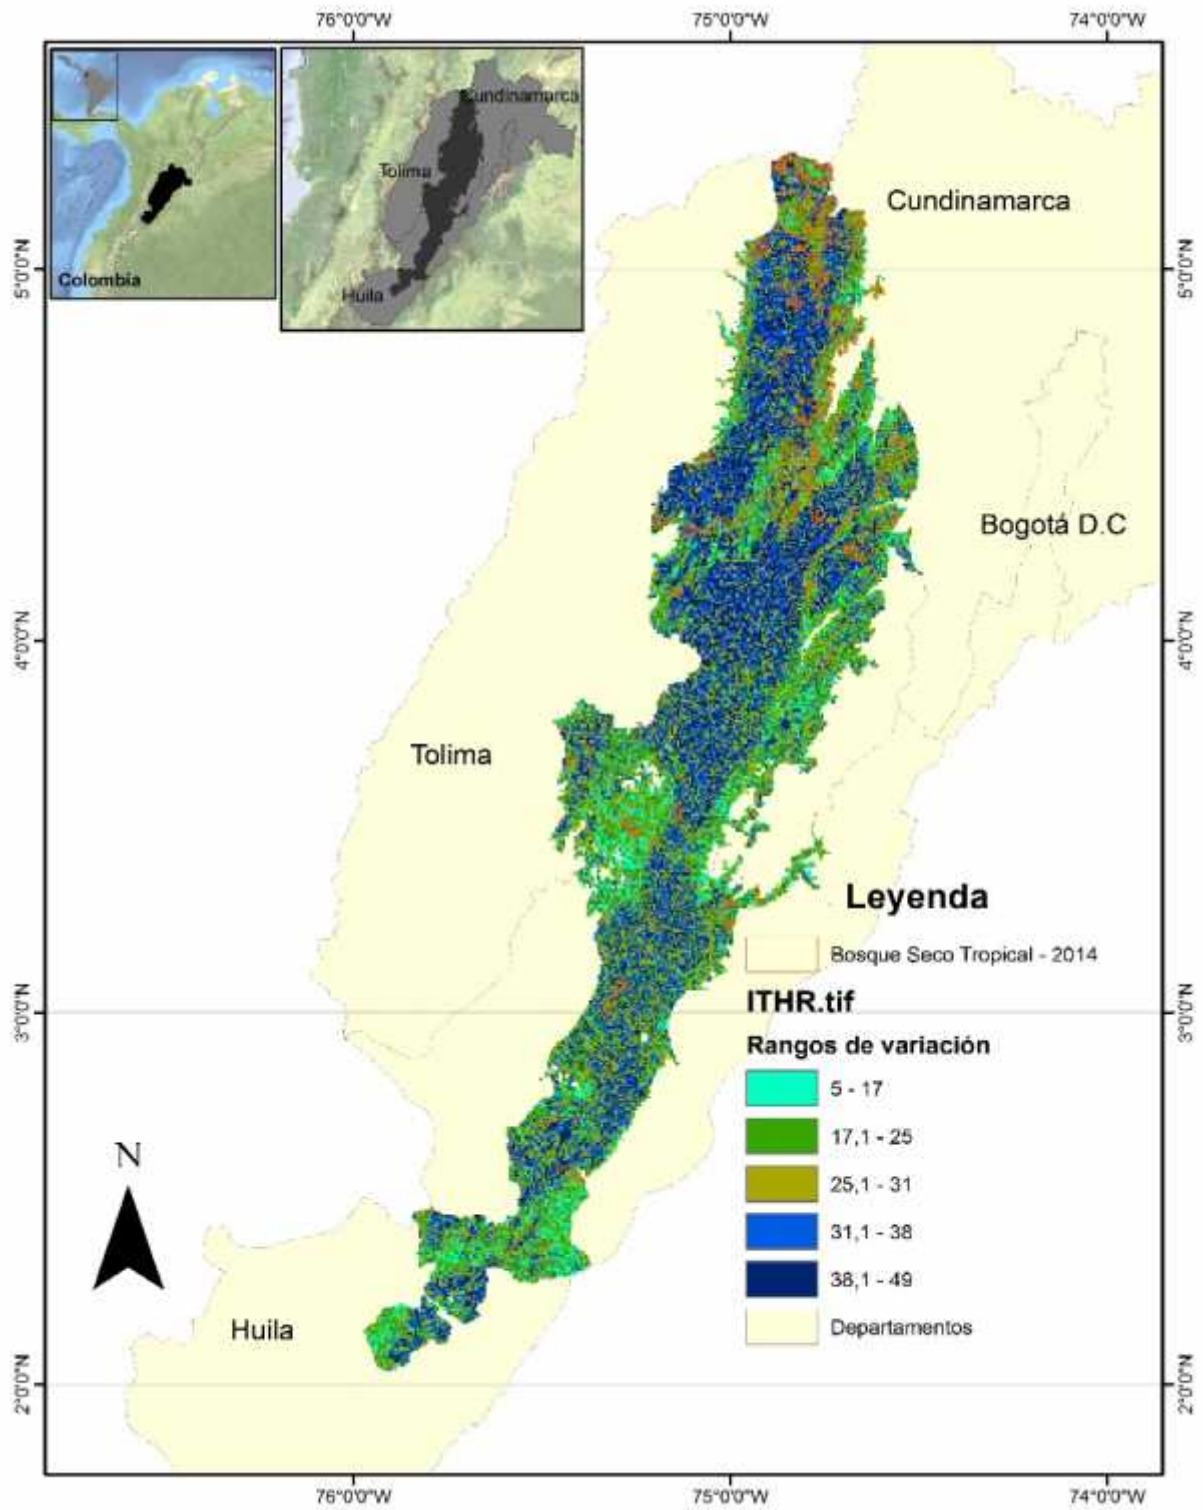 76°0'0"W
75°0'0"W
74°0'0"W
Cundinamarca
Tolima
Huila
Colombia
Cundinamarca
5°0'0"N
5°0'0"N
Bogotá D.C
4°0'0"N
4°0'0"N
Tolima
Leyenda
Bosque Seco Tropical - 2014
ITHR.tif
3°0'0"N
3°0'0"N
Rangos de variación
5 - 17
17,1 - 25
25,1 - 31
31,1 - 38
38,1 - 49
Departamentos
N
Huila
2°0'0"N
2°0'0"N
76°0'0"W
75°0'0"W
74°0'0"W